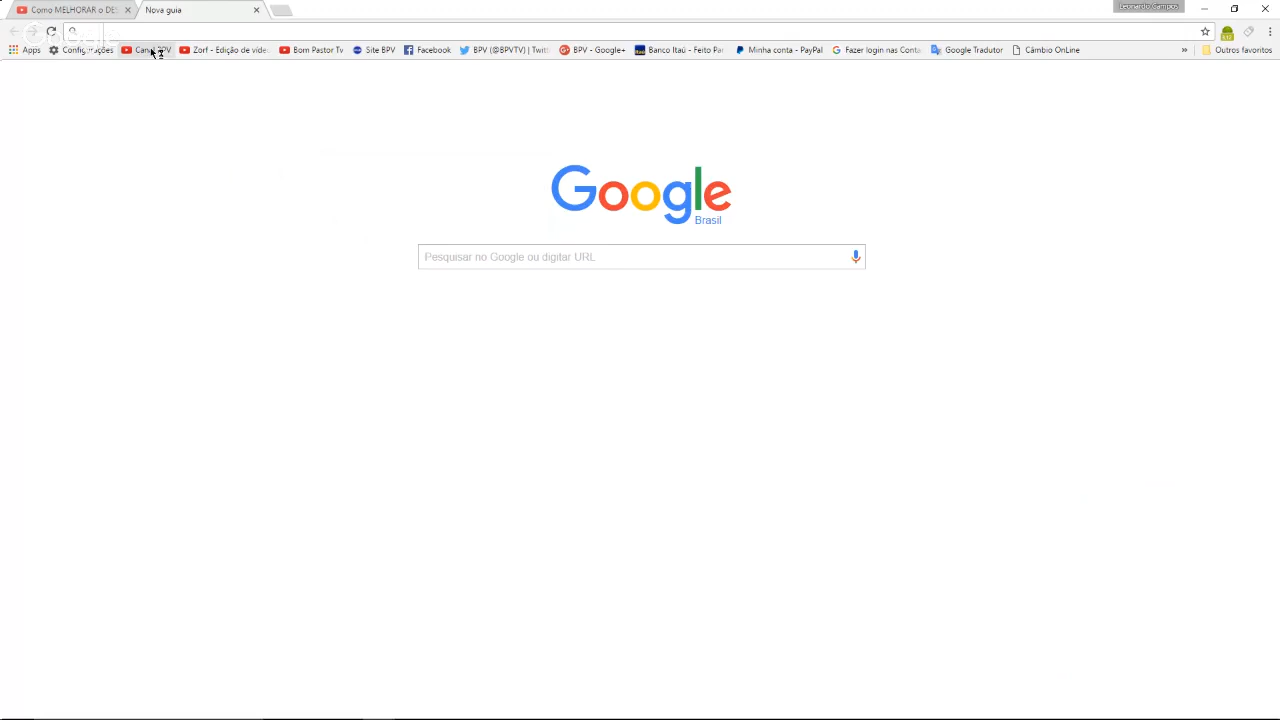 Como MELHORAR o DES
Nova guia
Leonardo Campos
Apps
Configurações
Canal BPV
Zorf - Edição de víde
Bom Pastor Tv
Site BPV
Facebook
BPV (@BPVTV) | Twitt
BPV - Google+
Banco Itaú - Feito Par
Minha conta - PayPal
Fazer login nas Conta
Google Tradutor
Câmbio OnLine
»
Outros favoritos
Google
Brasil
Pesquisar no Google ou digitar URL